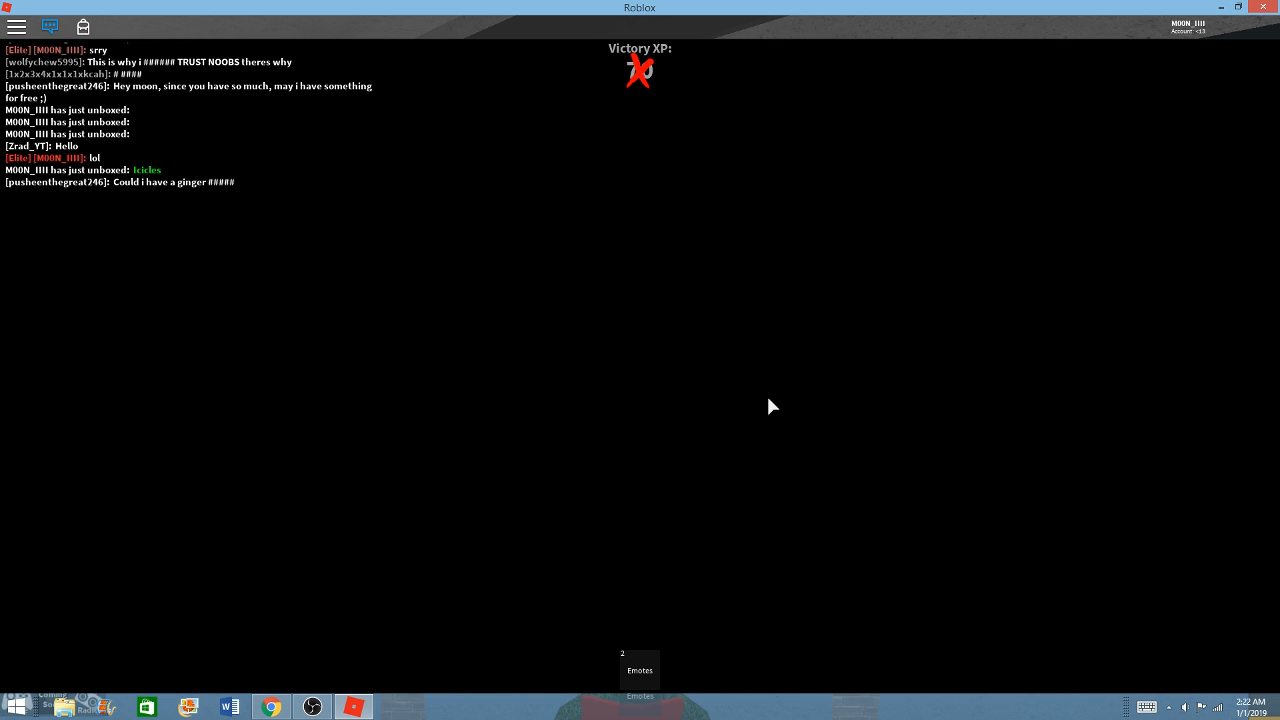 Roblox
M00N_IIII
Account: <13
[Elite] [M00N_IIII]: srry
[wolfychew5995]: This is why i ###### TRUST NOOBS theres why
[1x2x3x4x1x1x1xkcah]: # ####
[pusheenthegreat246]: Hey moon, since you have so much, may i have something
for free ;)
M00N_IIII has just unboxed:
M00N_IIII has just unboxed:
M00N_IIII has just unboxed:
[Zrad_YT]: Hello
[Elite] [M00N_IIII]: lol
M00N_IIII has just unboxed: Icicles
[pusheenthegreat246]: Could i have a ginger #####
Victory XP:
2
Emotes
Emotes
Coming
2:22 AM
1/1/2019